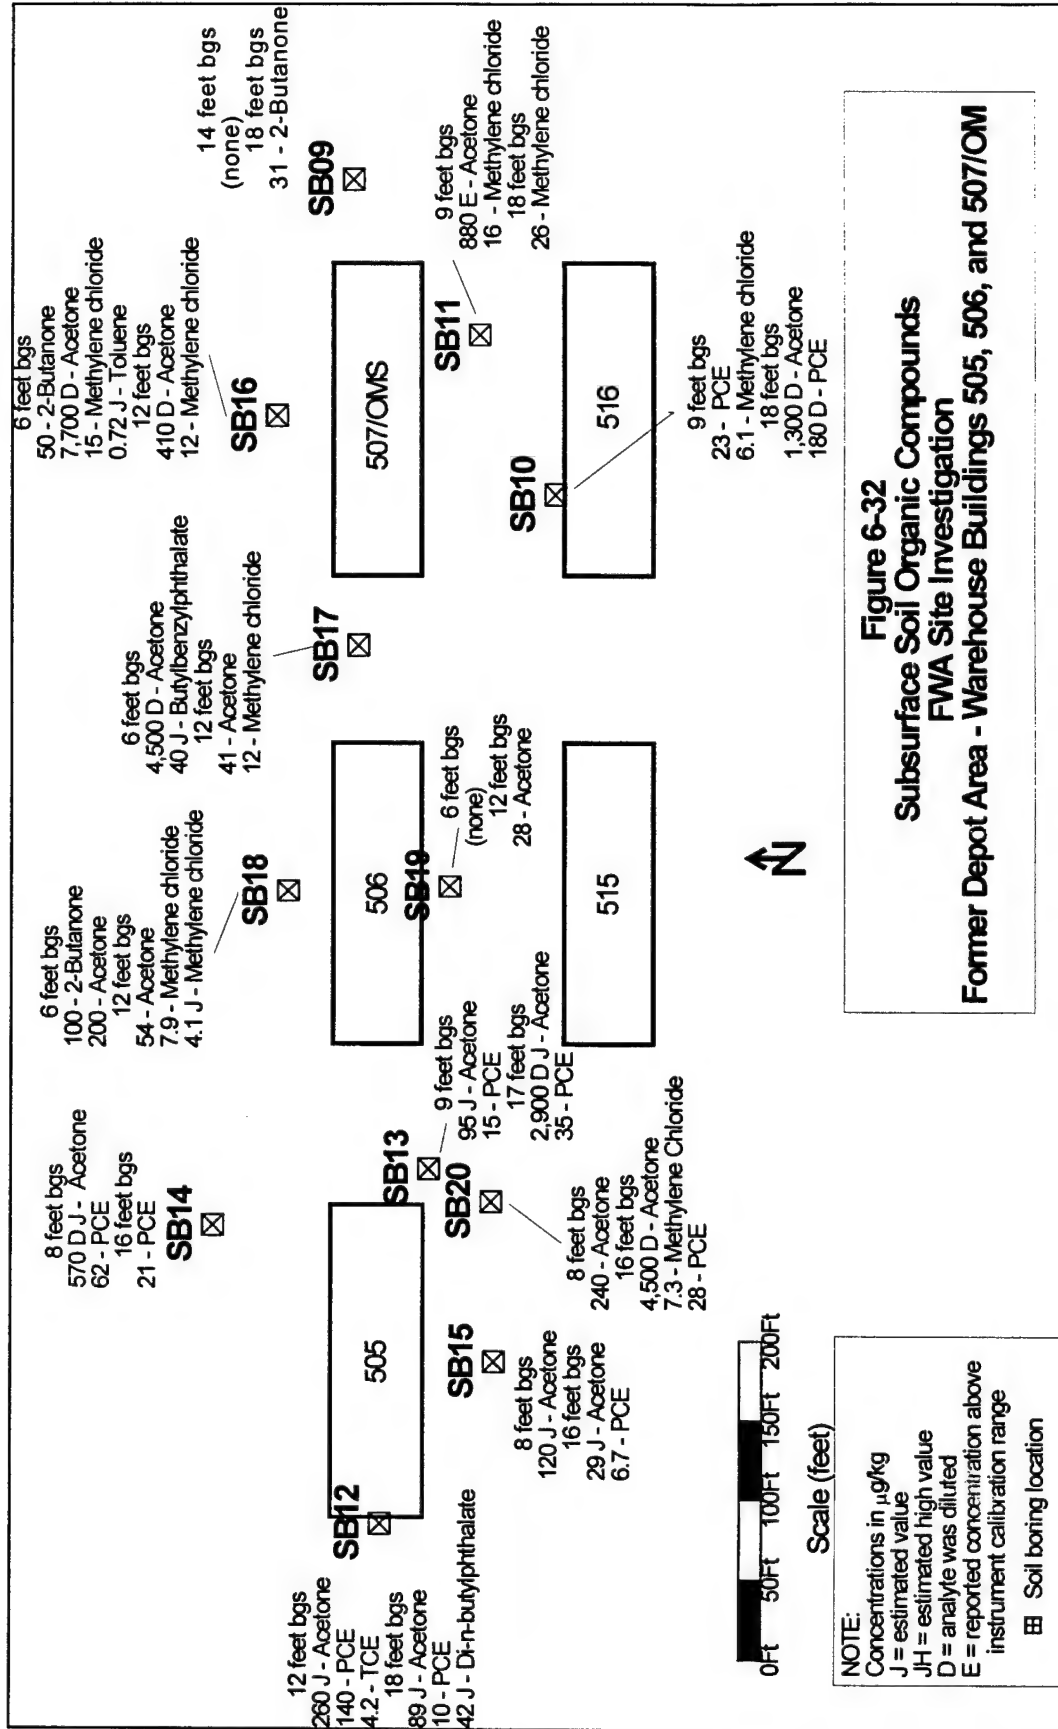 8 feet bgs
570 D J - Acetone
62 - PCE
16 feet bgs
21 - PCE
SB14
6 feet bgs
100 - 2-Butanone
200 - Acetone
12 feet bgs
54 - Acetone
7.9 - Methylene chloride
4.1 J - Methylene chloride
SB18
6 feet bgs
4,500 D - Acetone
40 J - Butylbenzylphthalate
12 feet bgs
41 - Acetone
12 - Methylene chloride
SB17
6 feet bgs
50 - 2-Butanone
7,700 D - Acetone
15 - Methylene chloride
0.72 J - Toluene
12 feet bgs
410 D - Acetone
12 - Methylene chloride
SB16
14 feet bgs
(none)
18 feet bgs
31 - 2-Butanone
SB09
12 feet bgs
260 J - Acetone
140 - PCE
4.2 - TCE
18 feet bgs
89 J - Acetone
10 - PCE
42 J - Di-n-butylphthalate
SB12
505
506
507/OMS
SB13
9 feet bgs
95 J - Acetone
15 - PCE
17 feet bgs
2,900 D J - Acetone
35 - PCE
SB19
6 feet bgs
(none)
12 feet bgs
28 - Acetone
SB11
9 feet bgs
880 E - Acetone
16 - Methylene chloride
18 feet bgs
26 - Methylene chloride
SB15
8 feet bgs
120 J - Acetone
16 feet bgs
29 J - Acetone
6.7 - PCE
SB20
8 feet bgs
240 - Acetone
16 feet bgs
4,500 D - Acetone
7.3 - Methylene Chloride
28 - PCE
515
SB10
516
9 feet bgs
23 - PCE
6.1 - Methylene chloride
18 feet bgs
1,300 D - Acetone
180 D - PCE
N
0Ft 50Ft 100Ft 150Ft 200Ft
Scale (feet)
NOTE:
Concentrations in µg/kg
J = estimated value
JH = estimated high value
D = analyte was diluted
E = reported concentration above
instrument calibration range
Soil boring location
Figure 6-32
Subsurface Soil Organic Compounds
FWA Site Investigation
Former Depot Area - Warehouse Buildings 505, 506, and 507/OM